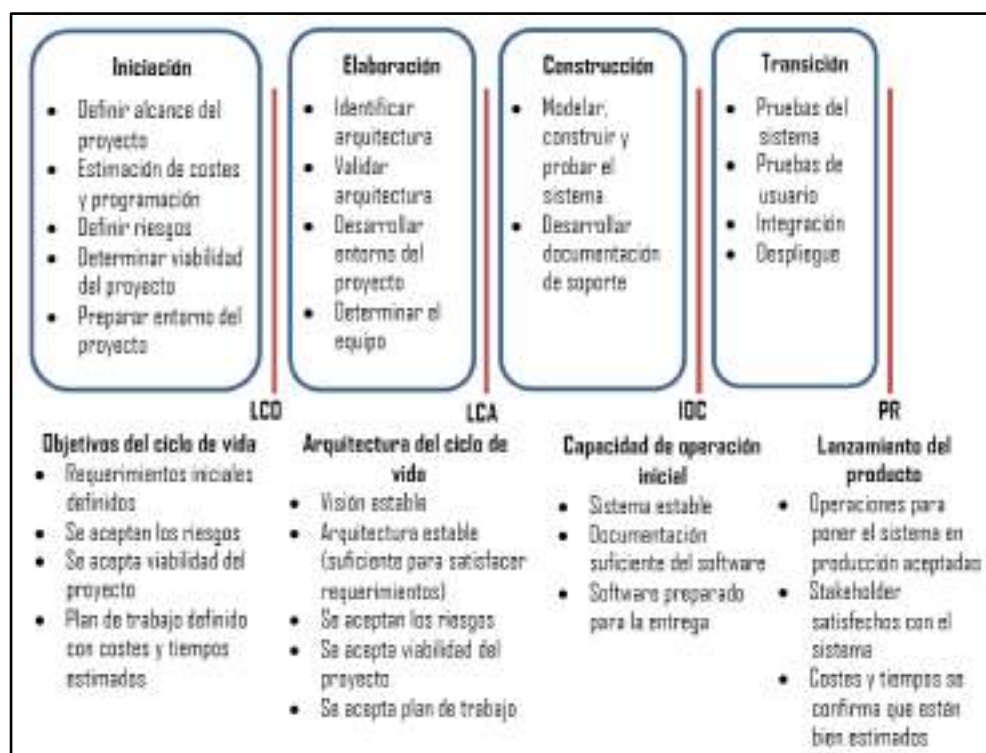 Iniciación
• Definir alcance del
proyecto
• Estimación de costes
y programación
• Definir riesgos
• Determinar viabilidad
del proyecto
• Preparar entorno del
proyecto
Elaboración
• Identificar
arquitectura
• Validar
arquitectura
• Desarrollar
entorno del
proyecto
• Determinar el
equipo
Construcción
• Modelar,
construir y
probar el
sistema
• Desarrollar
documentación
de soporte
Transición
• Pruebas del
sistema
• Pruebas de
usuario
• Integración
• Despliegue
LCO
LCA
IOC
PR
Objetivos del ciclo de vida
• Requerimientos iniciales
definidos
• Se aceptan los riesgos
• Se acepta viabilidad del
proyecto
• Plan de trabajo definido
con costes y tiempos
estimados
Arquitectura del ciclo de
vida
• Visión estable
• Arquitectura estable
(suficiente para satisfacer
requerimientos)
• Se aceptan los riesgos
• Se acepta viabilidad del
proyecto
• Se acepta plan de trabajo
Capacidad de operación
inicial
• Sistema estable
• Documentación
suficiente del software
• Software preparado
para la entrega
Lanzamiento del
producto
• Operaciones para
poner el sistema en
producción aceptadas
• Stakeholder
satisfechos con el
sistema
• Costes y tiempos se
confirma que están
bien estimados